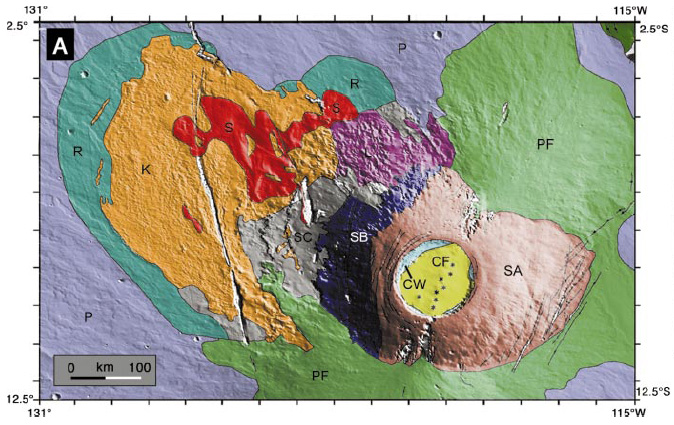 131°
115°W
2.5°
2.5°S
A
P
R
R
S
S
K
PF
SC
SB
CF
CW
SA
P
0 km 100
PF
12.5°
12.5°S
131°
115°W